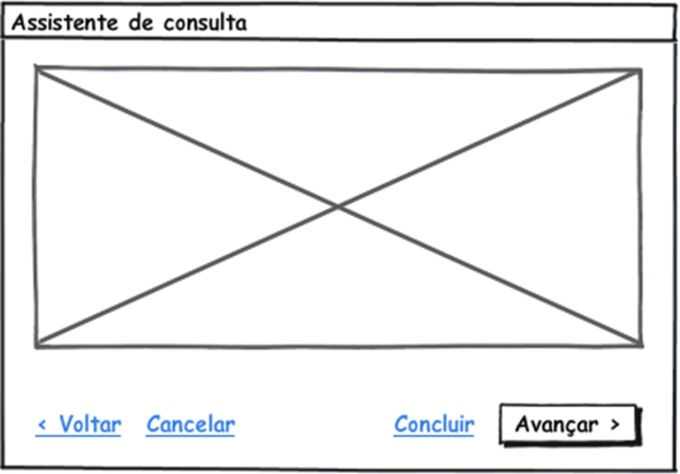 Assistente de consulta
< Voltar Cancelar Concluir Avançar >